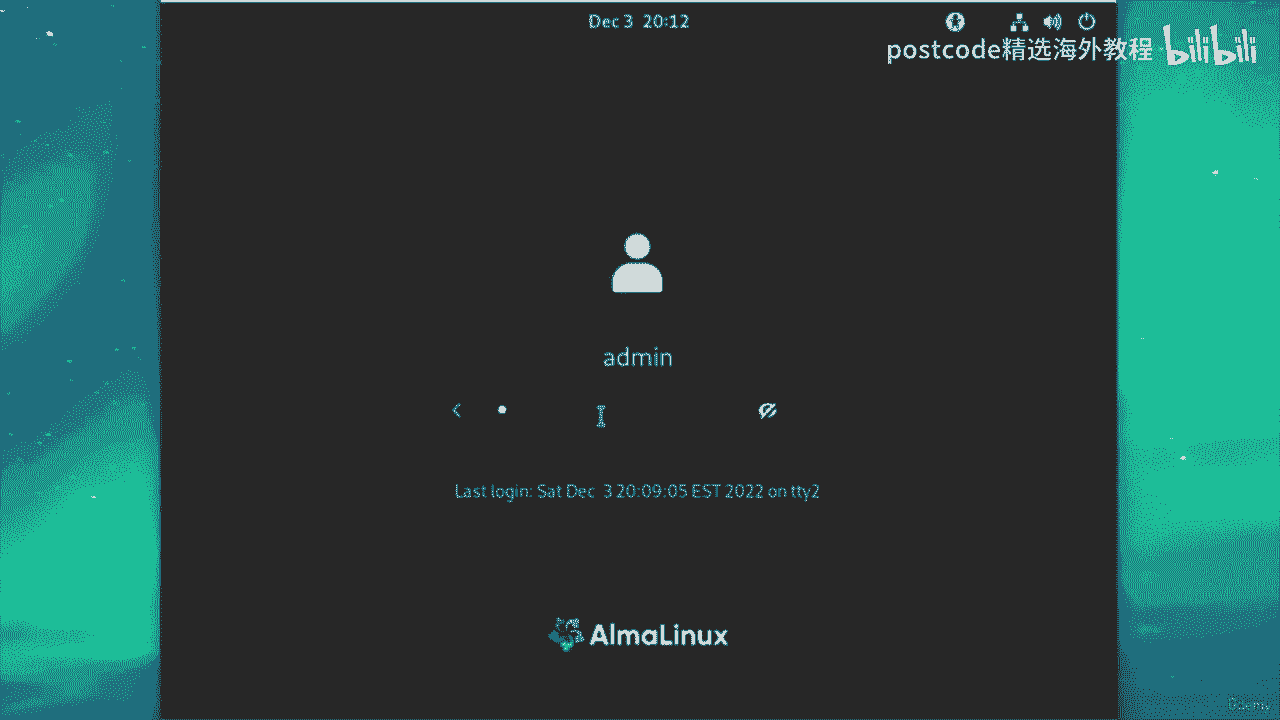 Dec 3 20:12
postcode精选海外教程 bilibili
admin
Last login: Sat Dec 3 20:09:05 EST 2022 on tty2
AlmaLinux